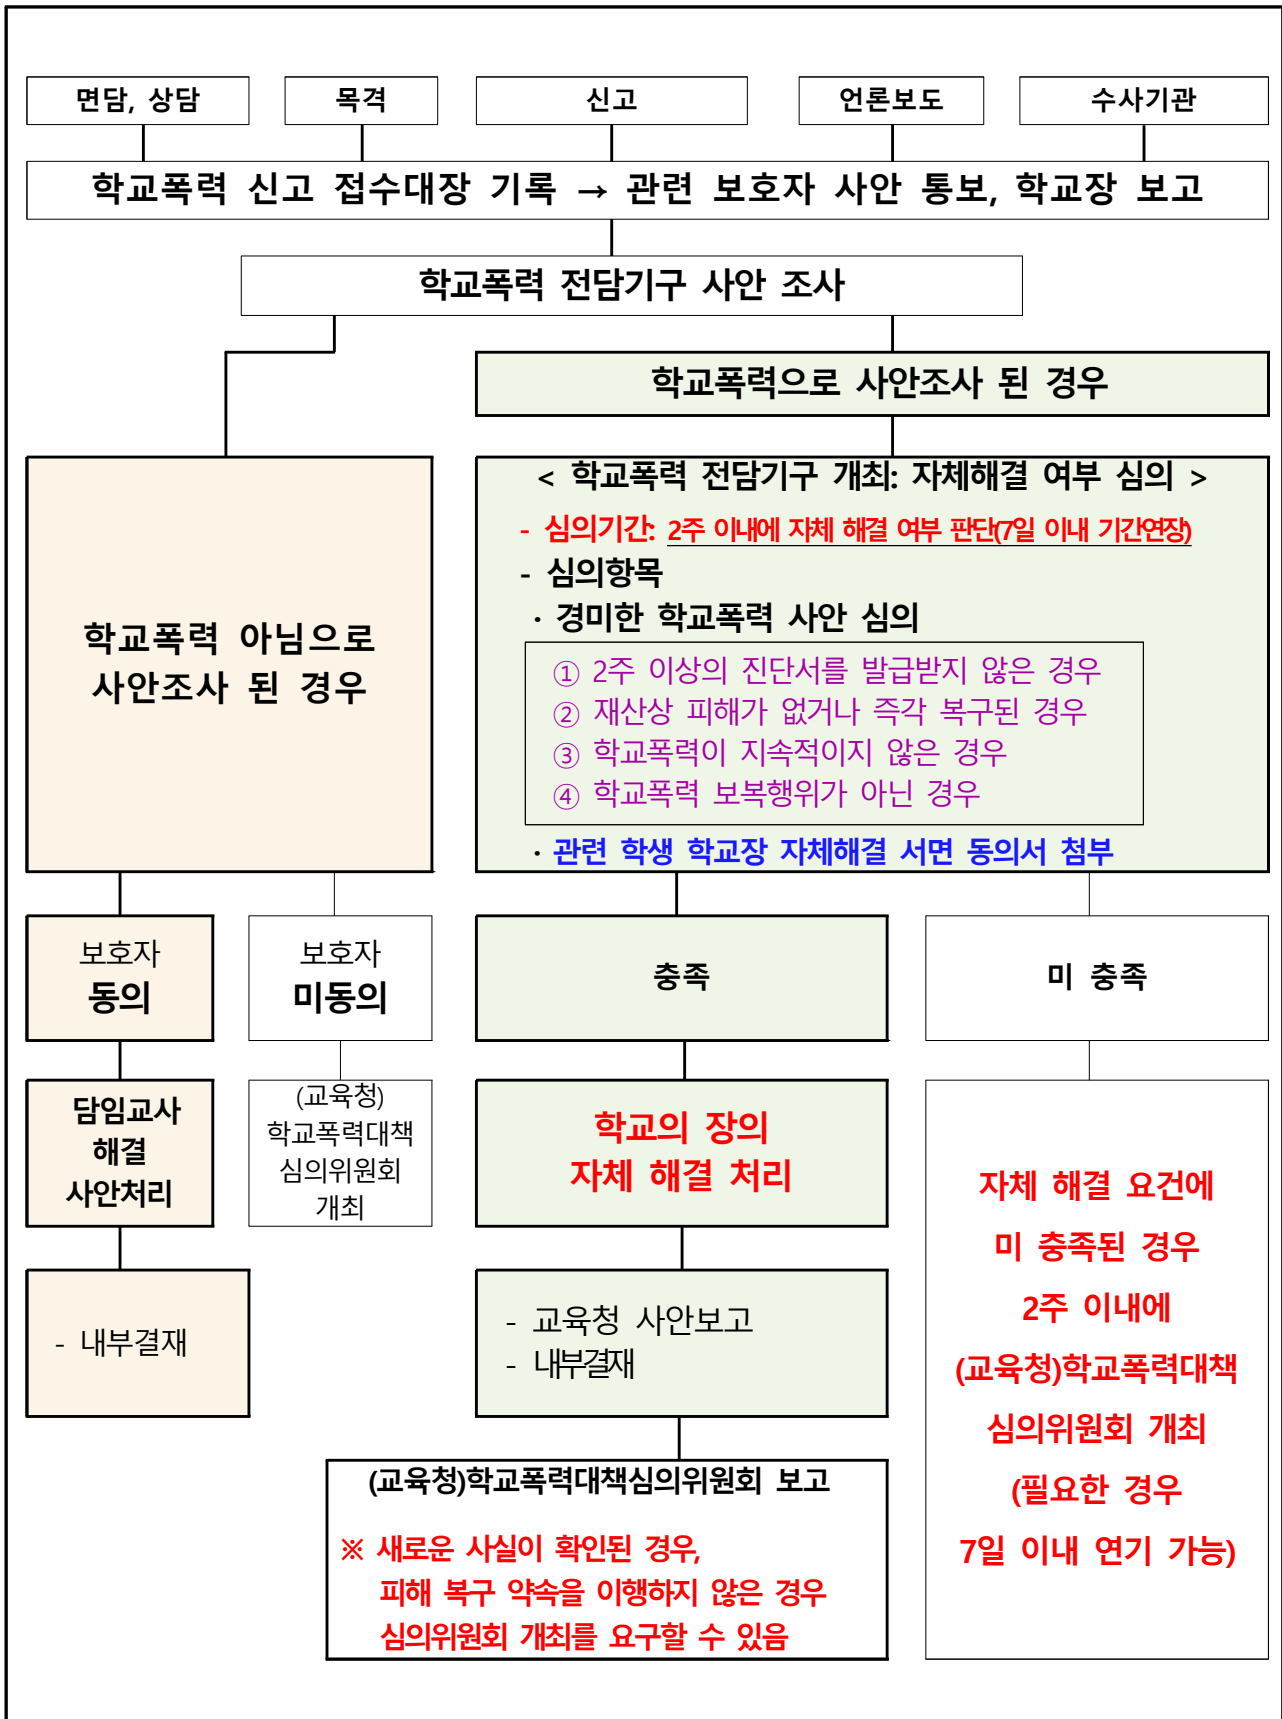 면담, 상담
목격
신고
언론보도
수사기관
학교폭력 신고 접수대장 기록 → 관련 보호자 사안 통보, 학교장 보고
학교폭력 전담기구 사안 조사
학교폭력으로 사안조사 된 경우
학교폭력 아님으로
사안조사 된 경우
< 학교폭력 전담기구 개최: 자체해결 여부 심의 >
- 심의기간: 2주 이내에 자체 해결 여부 판단(7일 이내 기간연장)
- 심의항목
· 경미한 학교폭력 사안 심의
① 2주 이상의 진단서를 발급받지 않은 경우
② 재산상 피해가 없거나 즉각 복구된 경우
③ 학교폭력이 지속적이지 않은 경우
④ 학교폭력 보복행위가 아닌 경우
· 관련 학생 학교장 자체해결 서면 동의서 첨부
보호자
동의
보호자
미동의
충족
미 충족
담임교사
해결
사안처리
(교육청)
학교폭력대책
심의위원회
개최
학교의 장의
자체 해결 처리
자체 해결 요건에
미 충족된 경우
2주 이내에
(교육청)학교폭력대책
심의위원회 개최
(필요한 경우
7일 이내 연기 가능)
- 내부결재
- 교육청 사안보고
- 내부결재
(교육청)학교폭력대책심의위원회 보고
※ 새로운 사실이 확인된 경우,
피해 복구 약속을 이행하지 않은 경우
심의위원회 개최를 요구할 수 있음